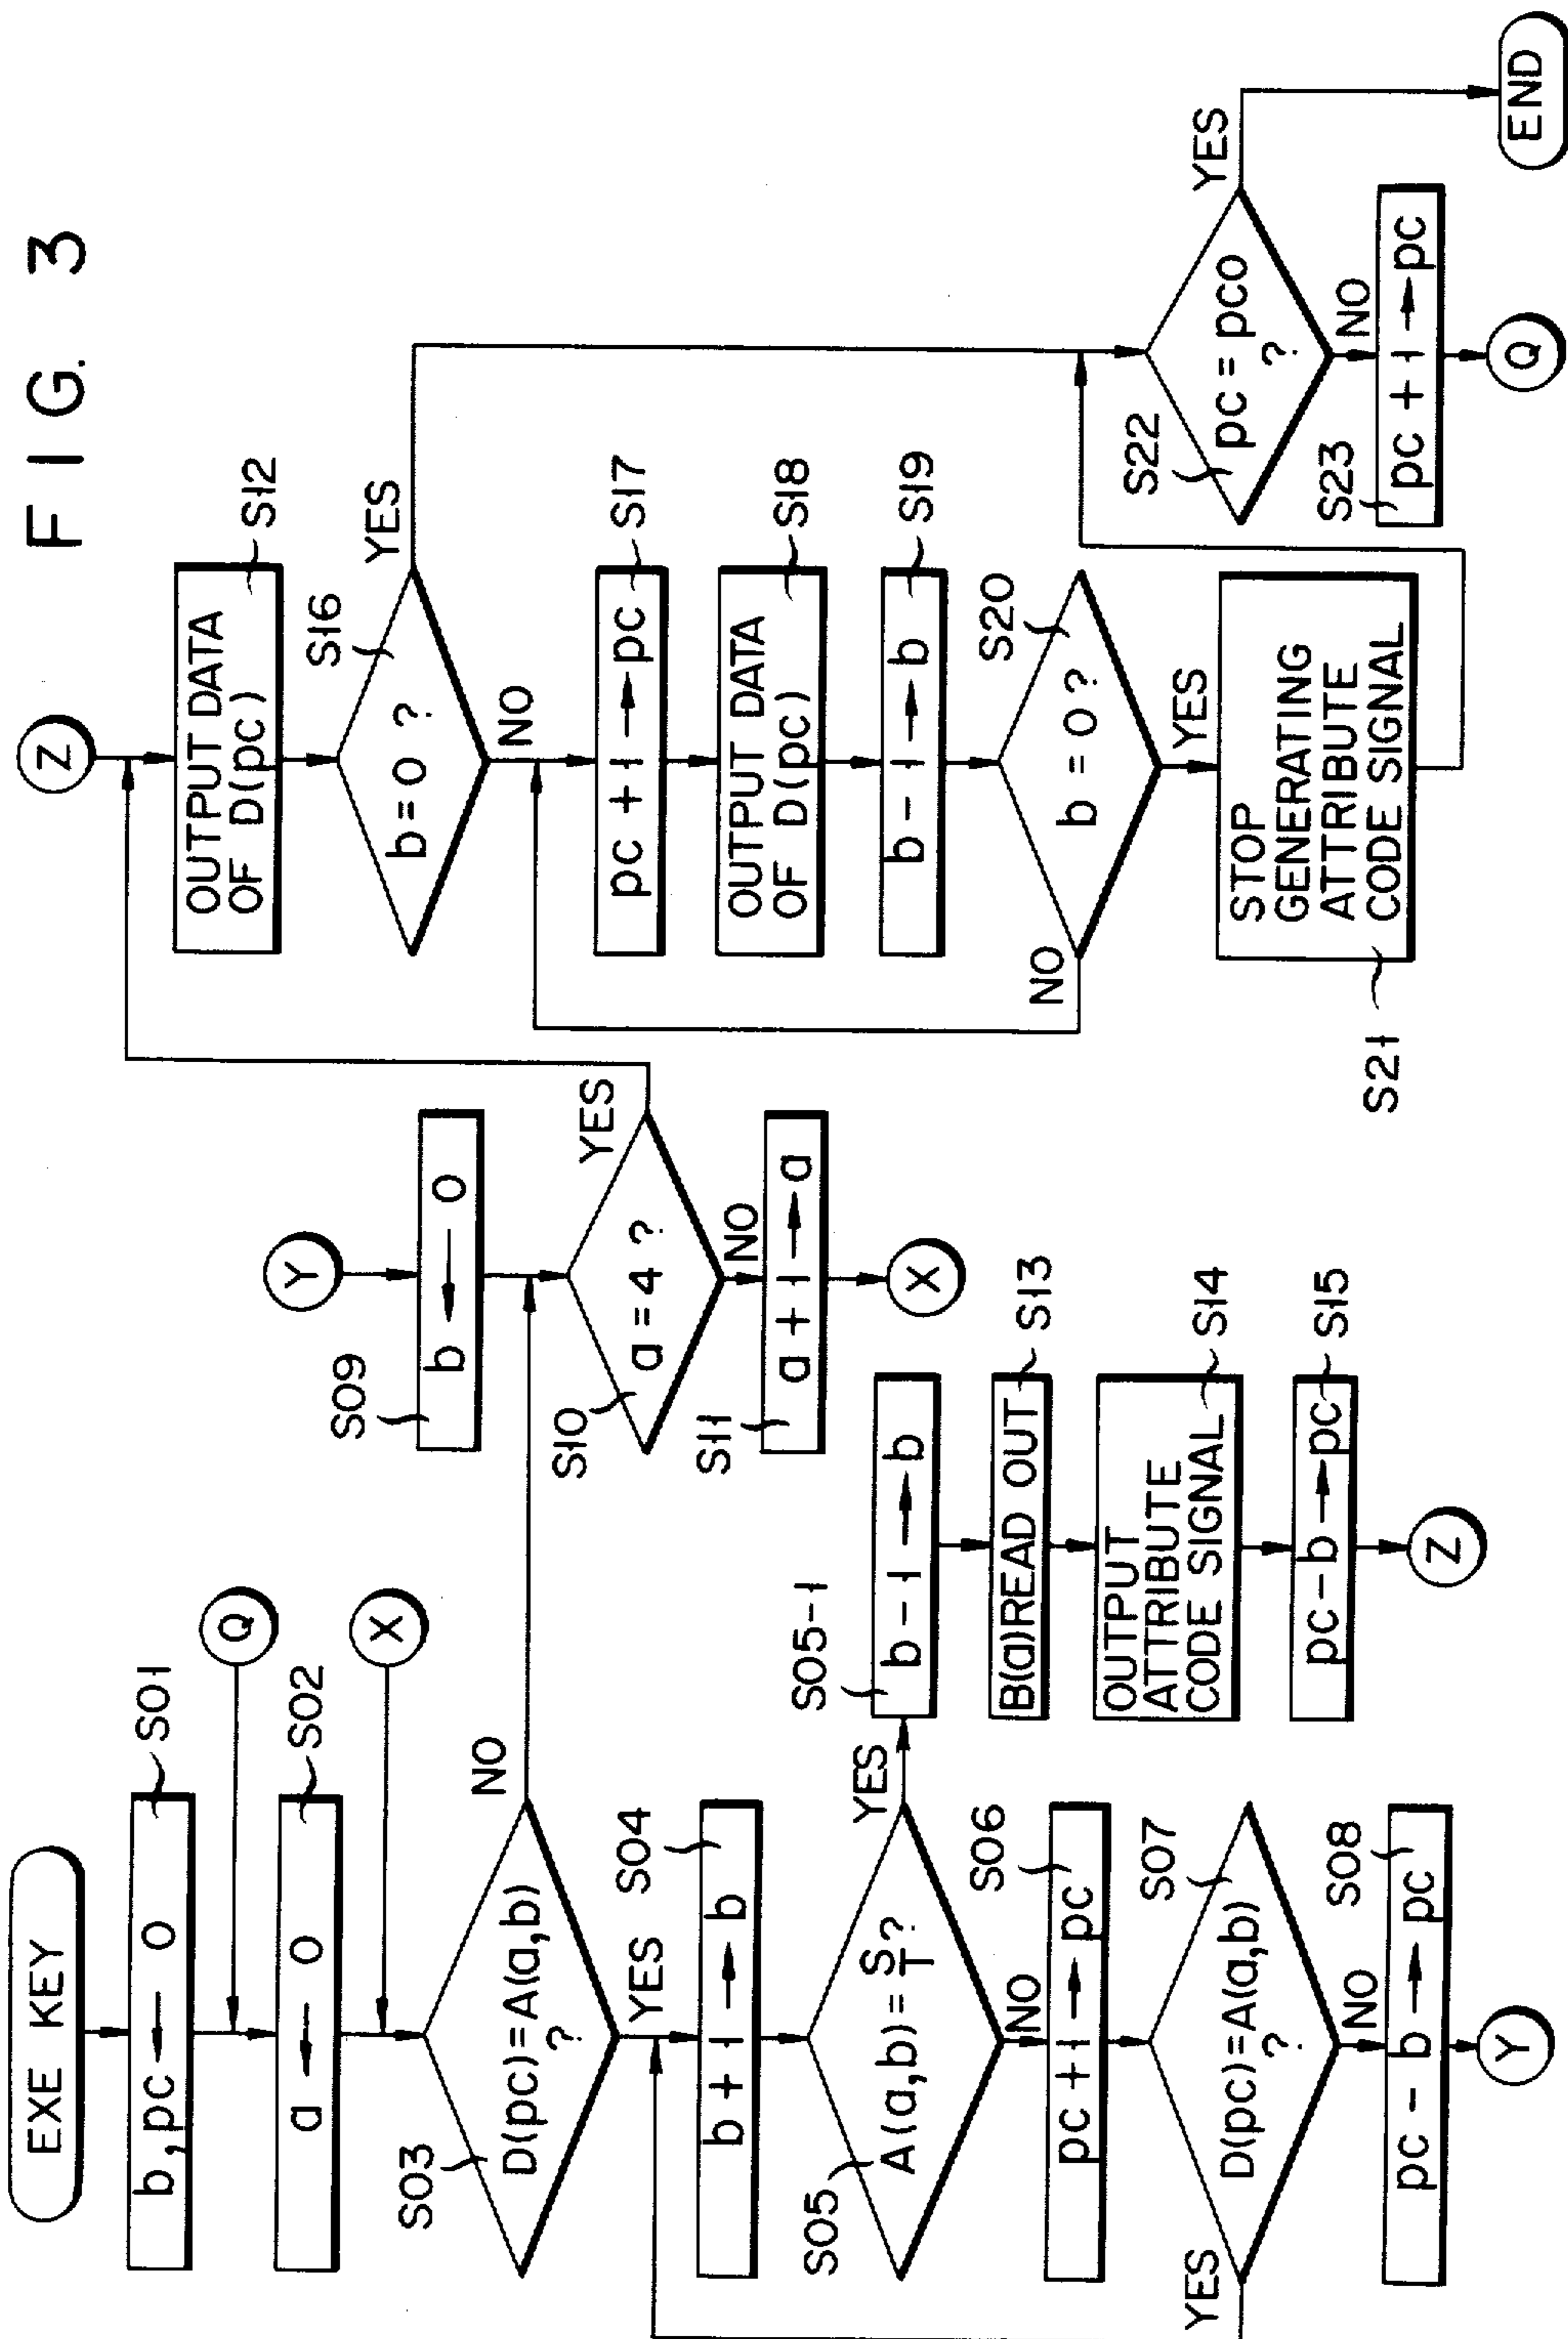 FIG. 3
EXE KEY
b, pc ← 0
S01
Q
a ← 0
S02
X
S03
D(pc)=A(a,b)
?
NO
YES
S04
b + 1 → b
S05
A(a,b)= S/T ?
YES
NO
S06
pc + 1 → pc
S07
D(pc)=A(a,b)
?
YES
NO
S08
pc - b → pc
Y
Y
S09
b ← 0
S10
a = 4 ?
YES
NO
S11
a + 1 → a
X
S05-1
b - 1 → b
B(a) READ OUT
S13
OUTPUT
ATTRIBUTE
CODE SIGNAL
S14
pc - b → pc
S15
Z
Z
OUTPUT DATA
OF D(pc)
S12
S16
b = 0 ?
YES
NO
pc + 1 → pc
S17
OUTPUT DATA
OF D(pc)
S18
b - 1 → b
S19
S20
b = 0 ?
NO
YES
STOP
GENERATING
ATTRIBUTE
CODE SIGNAL
S21
S22
pc = pco
?
YES
NO
S23
pc + 1 → pc
Q
END